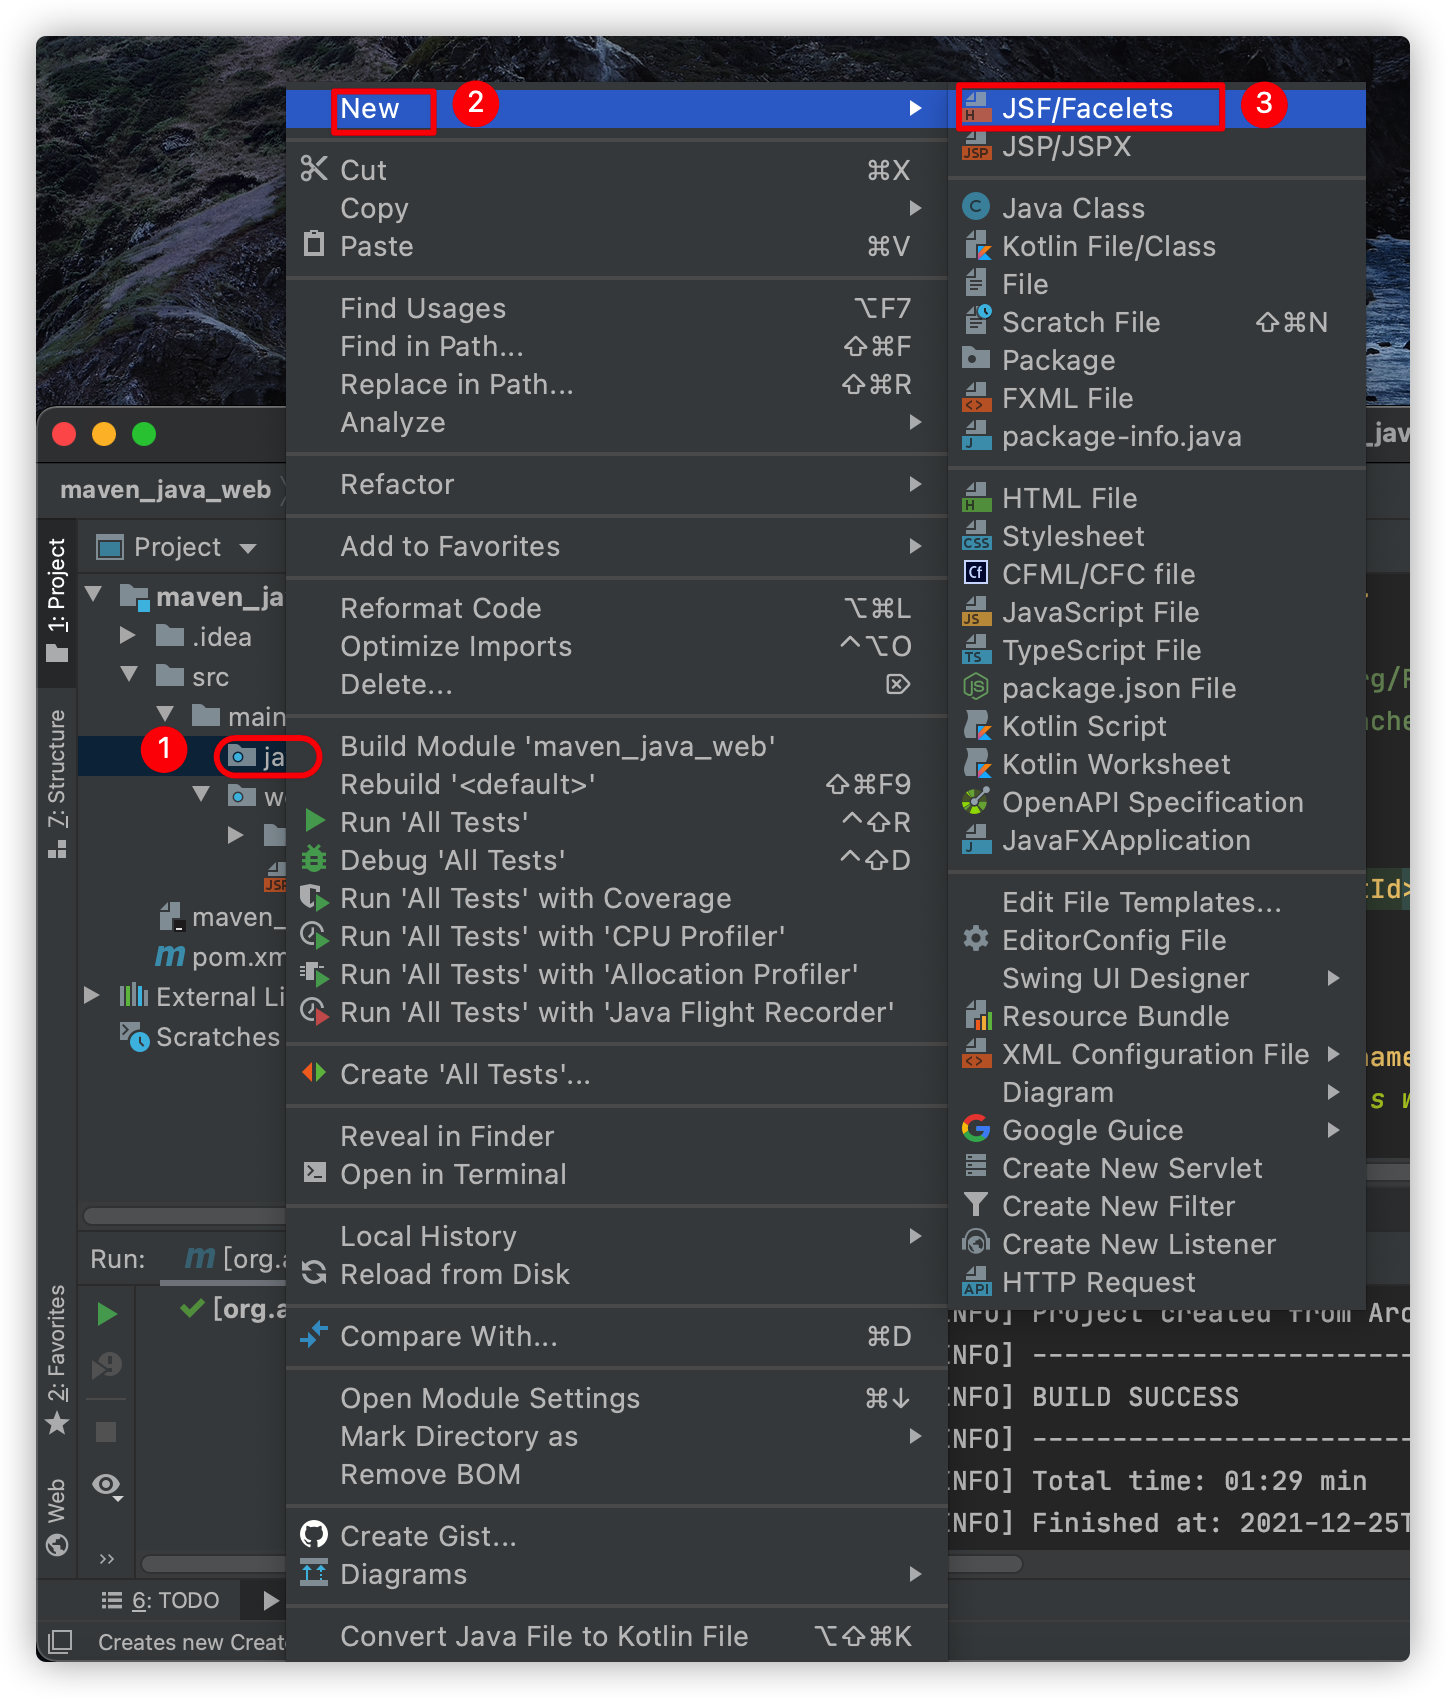 New
2
Cut ⌘X
Copy
Paste ⌘V
Find Usages ⌥F7
Find in Path... ⇧⌘F
Replace in Path... ⇧⌘R
Analyze
Refactor
Add to Favorites
Reformat Code ⌥⌘L
Optimize Imports ^⌥O
Delete... ⌦
Build Module 'maven_java_web'
Rebuild '<default>' ⇧⌘F9
Run 'All Tests' ^⇧R
Debug 'All Tests' ^⇧D
Run 'All Tests' with Coverage
Run 'All Tests' with 'CPU Profiler'
Run 'All Tests' with 'Allocation Profiler'
Run 'All Tests' with 'Java Flight Recorder'
Create 'All Tests'...
Reveal in Finder
Open in Terminal
Local History
Reload from Disk
Compare With... ⌘D
Open Module Settings ⌘↓
Mark Directory as
Remove BOM
Create Gist...
Diagrams
Convert Java File to Kotlin File ⌥⇧⌘K
JSF/Facelets
3
JSP/JSPX
Java Class
Kotlin File/Class
File
Scratch File ⇧⌘N
Package
FXML File
package-info.java
HTML File
Stylesheet
CFML/CFC file
JavaScript File
TypeScript File
package.json File
Kotlin Script
Kotlin Worksheet
OpenAPI Specification
JavaFXApplication
Edit File Templates...
EditorConfig File
Swing UI Designer
Resource Bundle
XML Configuration File
Diagram
Google Guice
Create New Servlet
Create New Filter
Create New Listener
HTTP Request
maven_java_web
Project
maven_ja
.idea
src
main
1
ja
maven_
pom.xm
External Li
Scratches
1: Project
7: Structure
2: Favorites
Web
Run: [org.a
[org.a
6: TODO
Creates new Creat
_jav
rg/
ache
tId>
name
s
NFO] Project created from Arc
NFO] ------------------------
NFO] BUILD SUCCESS
NFO] ------------------------
NFO] Total time: 01:29 min
NFO] Finished at: 2021-12-25T